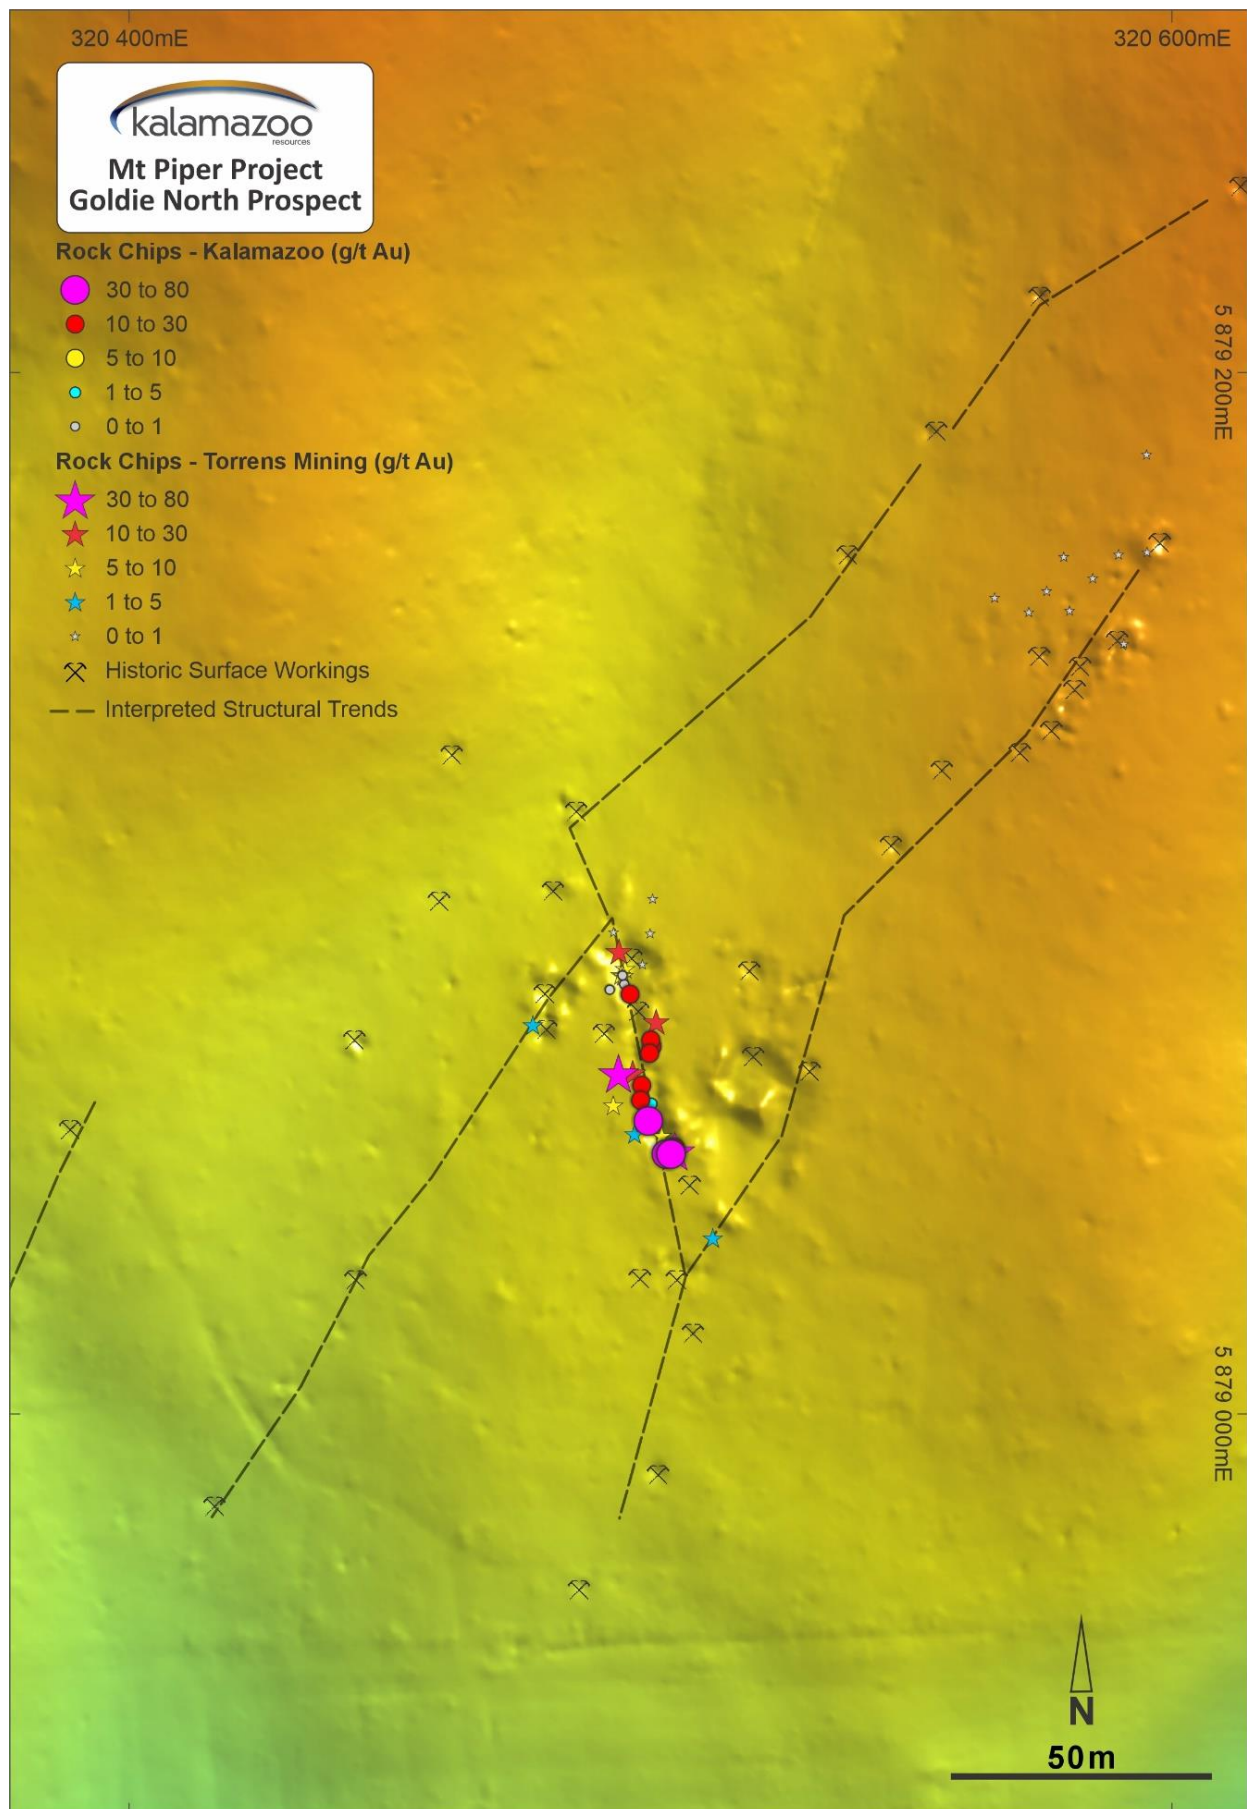 320 400mE
320 600mE
kalamazoo
resources
Mt Piper Project
Goldie North Prospect
Rock Chips - Kalamazoo (g/t Au)
30 to 80
10 to 30
5 to 10
1 to 5
0 to 1
Rock Chips - Torrens Mining (g/t Au)
30 to 80
10 to 30
5 to 10
1 to 5
0 to 1
Historic Surface Workings
Interpreted Structural Trends
5 879 200mE
5 879 000mE
N
50m